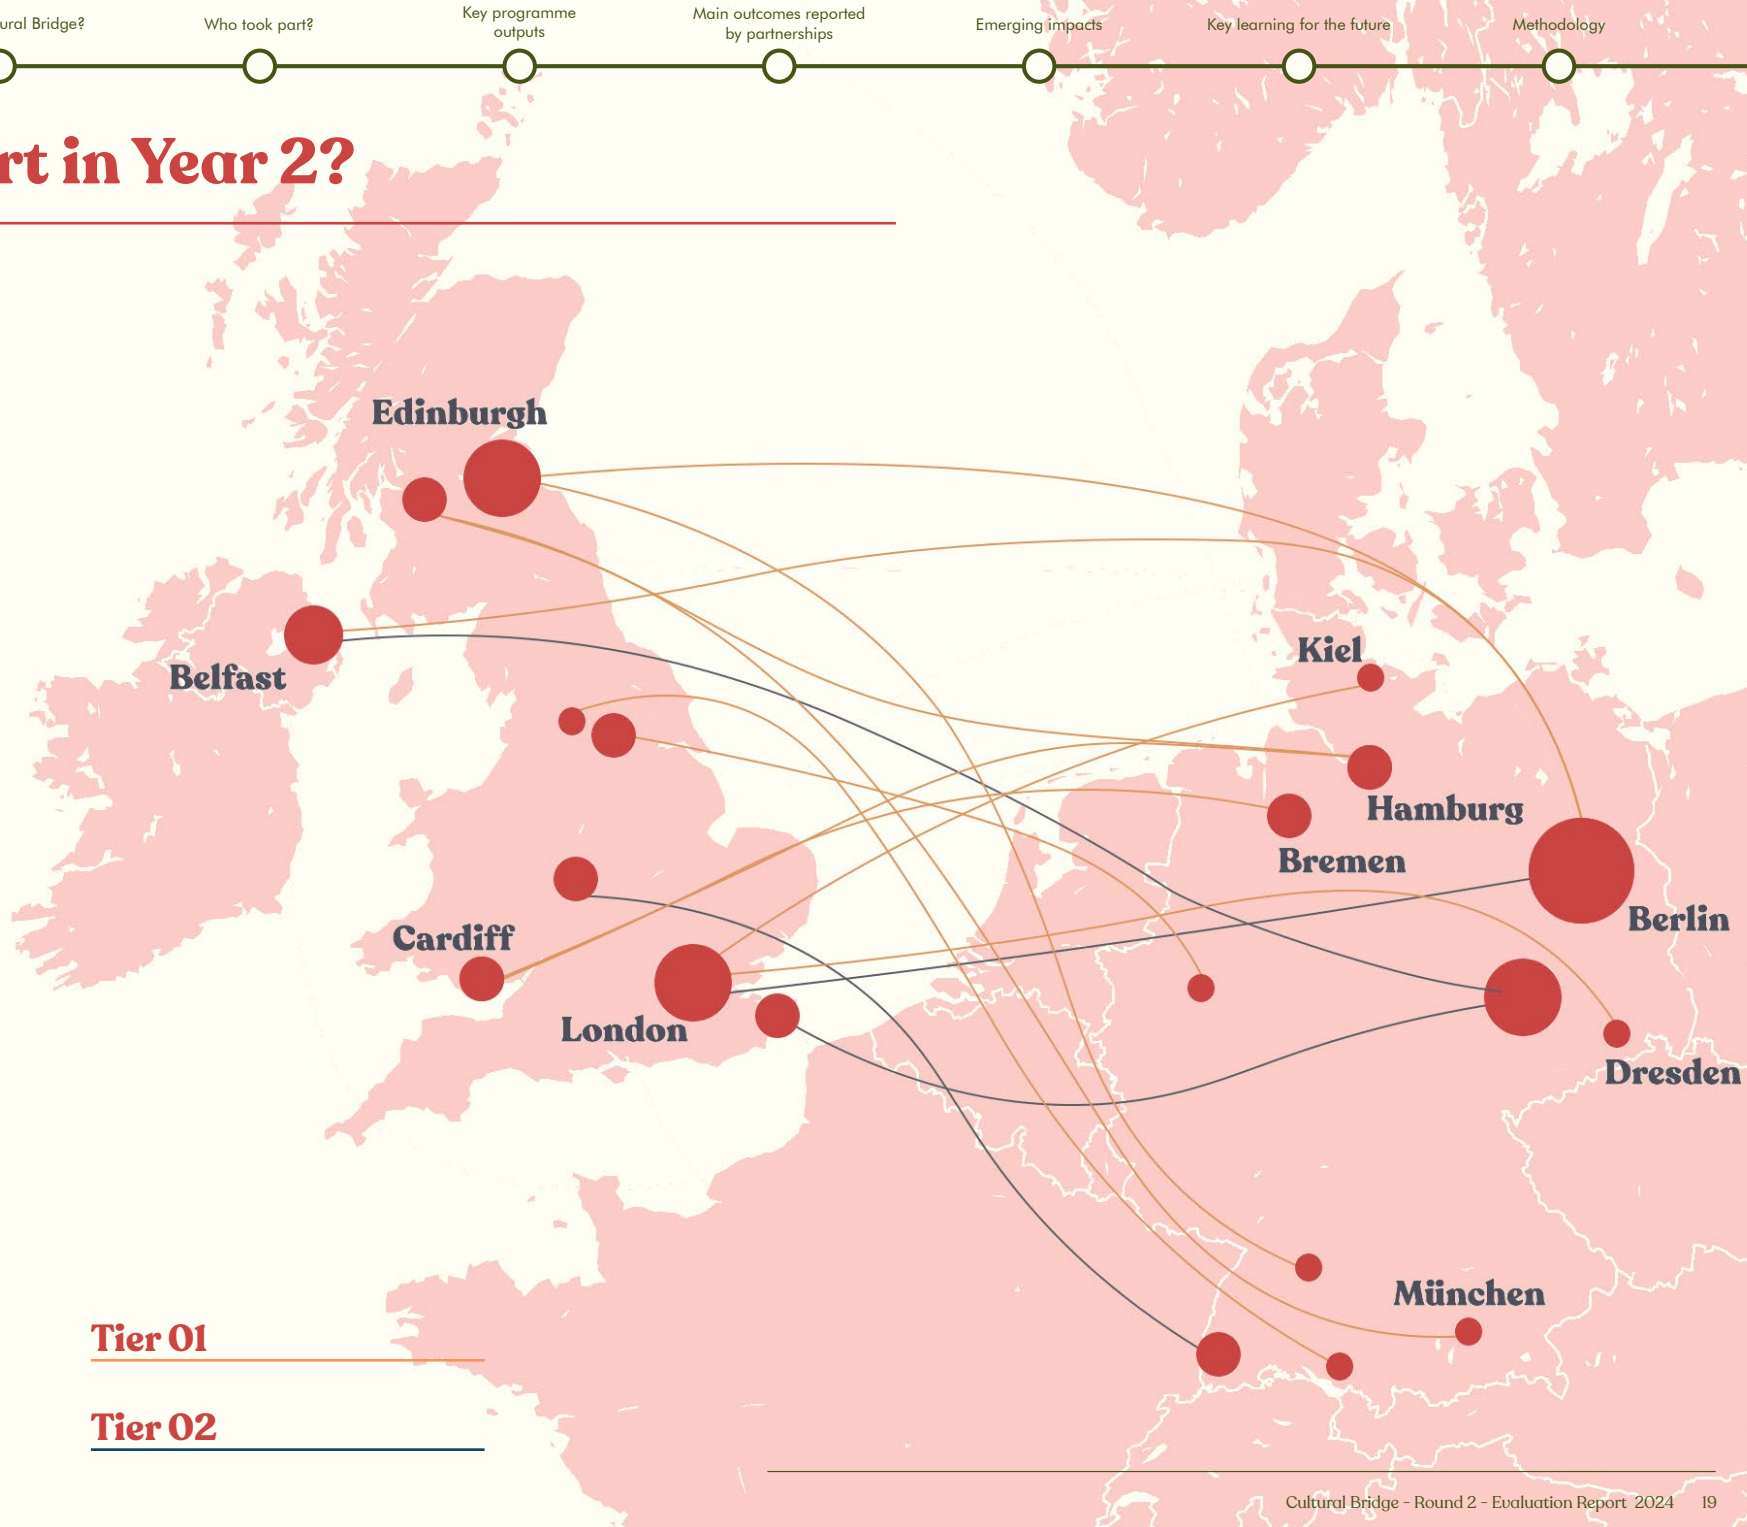 ural Bridge?
Who took part?
Key programme
outputs
Main outcomes reported
by partnerships
Emerging impacts
Key learning for the future
Methodology
rt in Year 2?
Edinburgh
Belfast
Kiel
Hamburg
Bremen
Berlin
Cardiff
London
Dresden
München
Tier 01
Tier 02
Cultural Bridge - Round 2 - Evaluation Report 2024 19